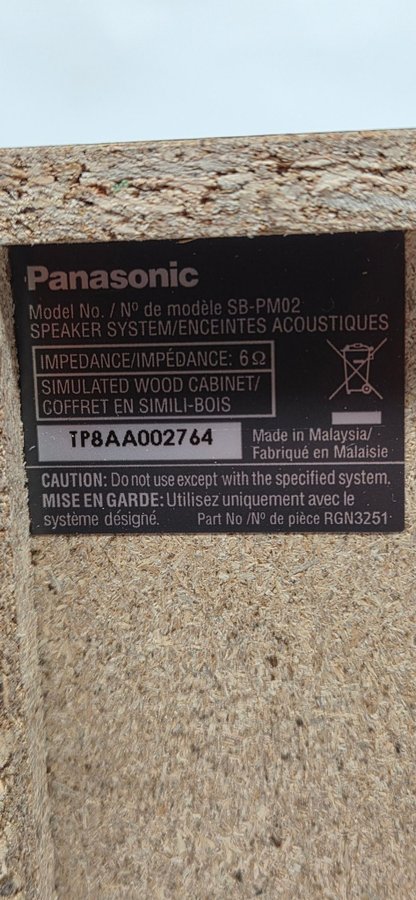 Panasonic
Model No. / Nº de modèle SB-PM02
SPEAKER SYSTEM/ENCEINTES ACOUSTIQUES
IMPEDANCE/IMPÉDANCE: 6Ω
SIMULATED WOOD CABINET/
COFFRET EN SIMILI-BOIS
TP8AA002764
Made in Malaysia/
Fabriqué en Malaisie
CAUTION: Do not use except with the specified system.
MISE EN GARDE: Utilisez uniquement avec le
système désigné.
Part No /Nº de pièce RGN3251